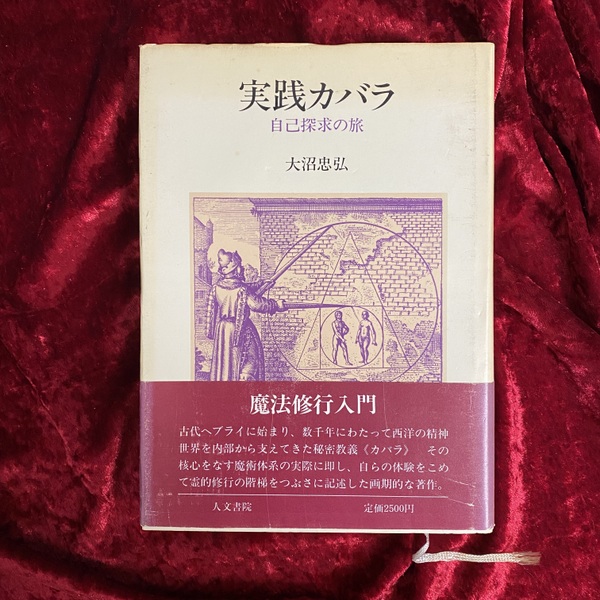 実践カバラ
自己探求の旅
大沼忠弘
魔法修行入門
古代ヘブライに始まり、数千年にわたって西洋の精神
世界を内部から支えてきた秘密教義《カバラ》 その
核心をなす魔術体系の実際に即し、自らの体験をこめ
て霊的修行の階梯をつぶさに記述した画期的な著作。
人文書院 定価2500円